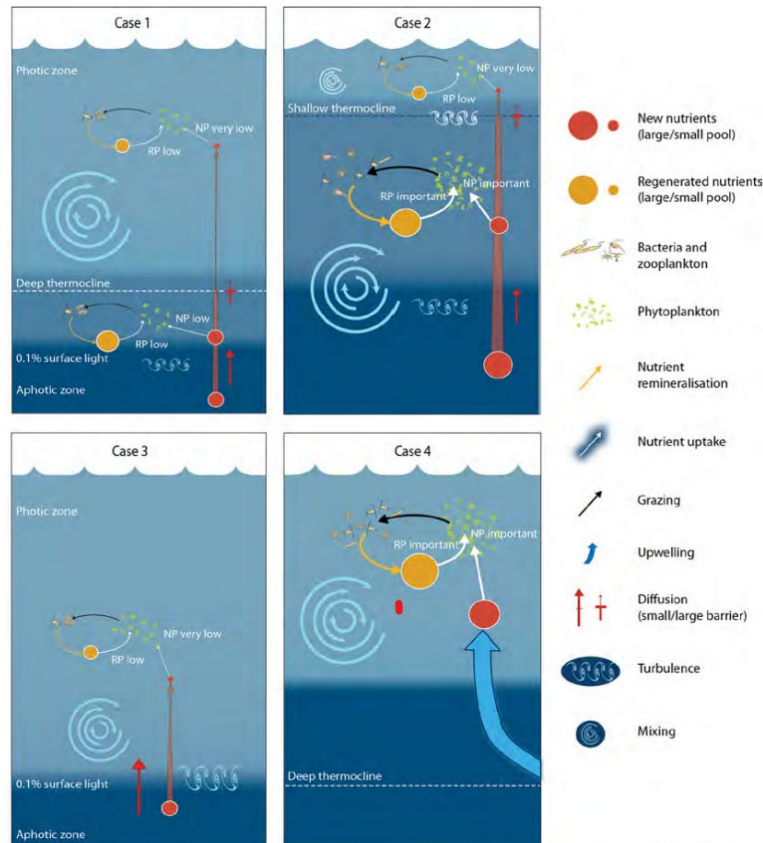 Case 1
Photic zone
NP very low
RP low
Deep thermocline
NP low
RP low
0.1% surface light
Aphotic zone
Case 2
NP very low
RP low
Shallow thermocline
NP important
RP important
Case 3
Photic zone
NP very low
RP low
0.1% surface light
Aphotic zone
Case 4
NP important
RP important
Deep thermocline
New nutrients
(large/small pool)
Regenerated nutrients
(large/small pool)
Bacteria and
zooplankton
Phytoplankton
Nutrient
remineralisation
Nutrient uptake
Grazing
Upwelling
Diffusion
(small/large barrier)
Turbulence
Mixing